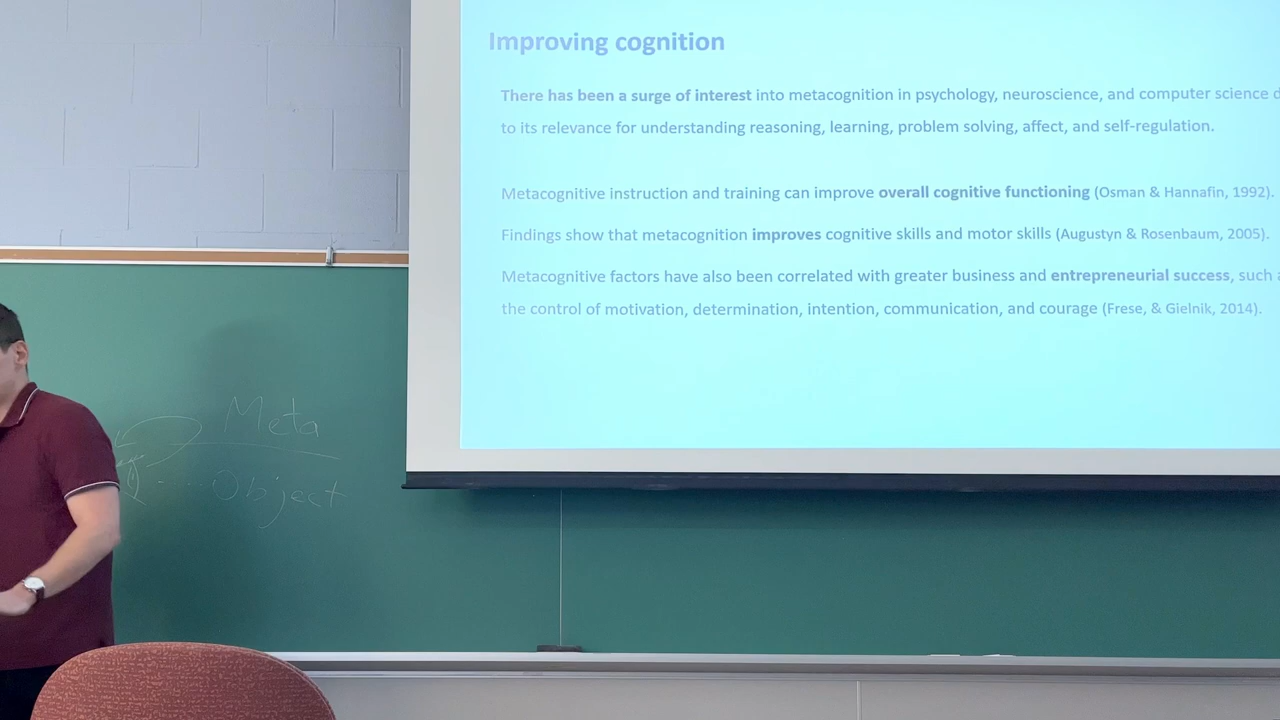 Improving cognition
There has been a surge of interest into metacognition in psychology, neuroscience, and computer science
to its relevance for understanding reasoning, learning, problem solving, affect, and self-regulation.
Metacognitive instruction and training can improve overall cognitive functioning (Osman & Hannafin, 1992).
Findings show that metacognition improves cognitive skills and motor skills (Augustyn & Rosenbaum, 2005).
Metacognitive factors have also been correlated with greater business and entrepreneurial success, such
the control of motivation, determination, intention, communication, and courage (Frese, & Gielnik, 2014).
Meta
Object